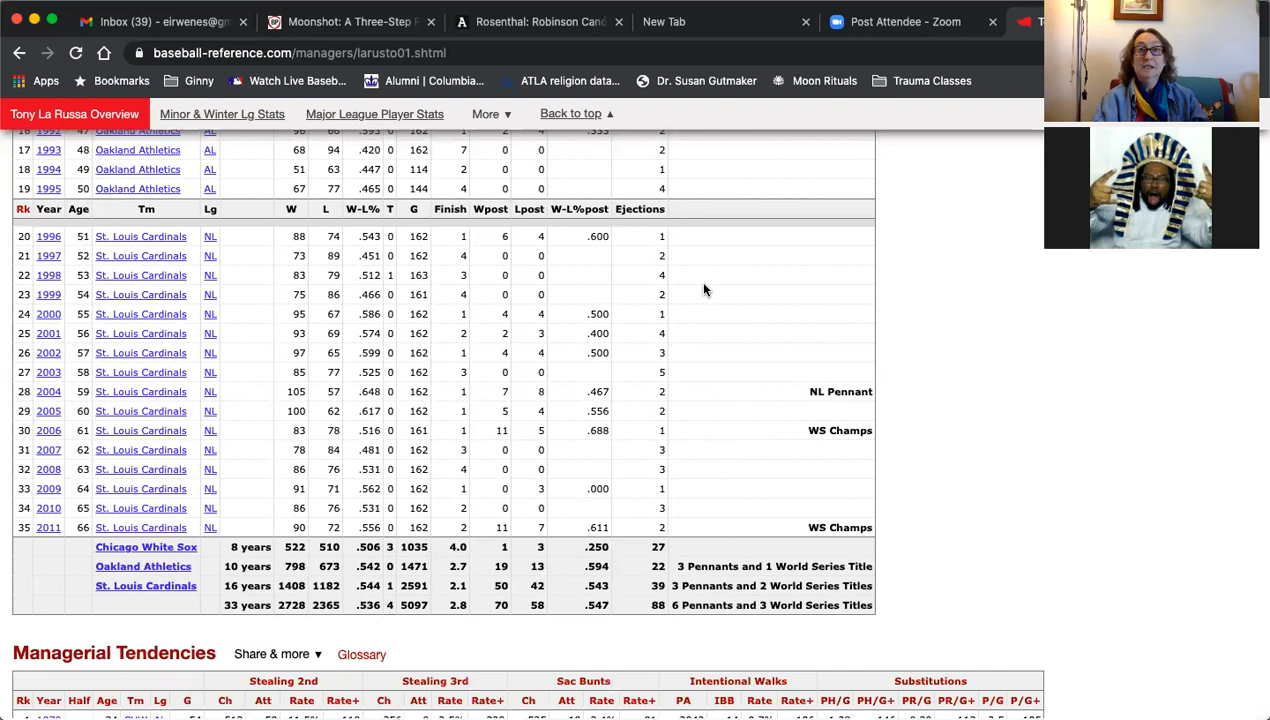 Inbox (39) - eirwenes@gm
Moonshot: A Three-Step F
Rosenthal: Robinson Canó
New Tab
Post Attendee - Zoom
baseball-reference.com/managers/larusto01.shtml
Apps Bookmarks Ginny Watch Live Baseb... Alumni | Columbia... ATLA religion data... Dr. Susan Gutmaker Moon Rituals Trauma Classes
Tony La Russa Overview Minor & Winter Lg Stats Major League Player Stats More ▼ Back to top ▲
16 1992 47 Oakland Athletics AL 96 66 .593 0 162 1 2 4 .333 2
17 1993 48 Oakland Athletics AL 68 94 .420 0 162 7 0 0 2
18 1994 49 Oakland Athletics AL 51 63 .447 0 114 2 0 0 1
19 1995 50 Oakland Athletics AL 67 77 .465 0 144 4 0 0 4
Rk Year Age Tm Lg W L W-L% T G Finish Wpost Lpost W-L%post Ejections
20 1996 51 St. Louis Cardinals NL 88 74 .543 0 162 1 6 4 .600 1
21 1997 52 St. Louis Cardinals NL 73 89 .451 0 162 4 0 0 2
22 1998 53 St. Louis Cardinals NL 83 79 .512 1 163 3 0 0 4
23 1999 54 St. Louis Cardinals NL 75 86 .466 0 161 4 0 0 2
24 2000 55 St. Louis Cardinals NL 95 67 .586 0 162 1 4 4 .500 1
25 2001 56 St. Louis Cardinals NL 93 69 .574 0 162 2 2 3 .400 4
26 2002 57 St. Louis Cardinals NL 97 65 .599 0 162 1 4 4 .500 3
27 2003 58 St. Louis Cardinals NL 85 77 .525 0 162 3 0 0 5
28 2004 59 St. Louis Cardinals NL 105 57 .648 0 162 1 7 8 .467 2 NL Pennant
29 2005 60 St. Louis Cardinals NL 100 62 .617 0 162 1 5 4 .556 2
30 2006 61 St. Louis Cardinals NL 83 78 .516 0 161 1 11 5 .688 1 WS Champs
31 2007 62 St. Louis Cardinals NL 78 84 .481 0 162 3 0 0 3
32 2008 63 St. Louis Cardinals NL 86 76 .531 0 162 4 0 0 3
33 2009 64 St. Louis Cardinals NL 91 71 .562 0 162 1 0 3 .000 1
34 2010 65 St. Louis Cardinals NL 86 76 .531 0 162 2 0 0 3
35 2011 66 St. Louis Cardinals NL 90 72 .556 0 162 2 11 7 .611 2 WS Champs
Chicago White Sox 8 years 522 510 .506 3 1035 4.0 1 3 .250 27
Oakland Athletics 10 years 798 673 .542 0 1471 2.7 19 13 .594 22 3 Pennants and 1 World Series Title
St. Louis Cardinals 16 years 1408 1182 .544 1 2591 2.1 50 42 .543 39 3 Pennants and 2 World Series Titles
33 years 2728 2365 .536 4 5097 2.8 70 58 .547 88 6 Pennants and 3 World Series Titles
Managerial Tendencies Share & more ▼ Glossary
Stealing 2nd Stealing 3rd Sac Bunts Intentional Walks Substitutions
Rk Year Half Age Tm Lg G Ch Att Rate Rate+ Ch Att Rate Rate+ Ch Att Rate Rate+ PA IBB Rate Rate+ PH/G PH/G+ PR/G PR/G+ P/G P/G+